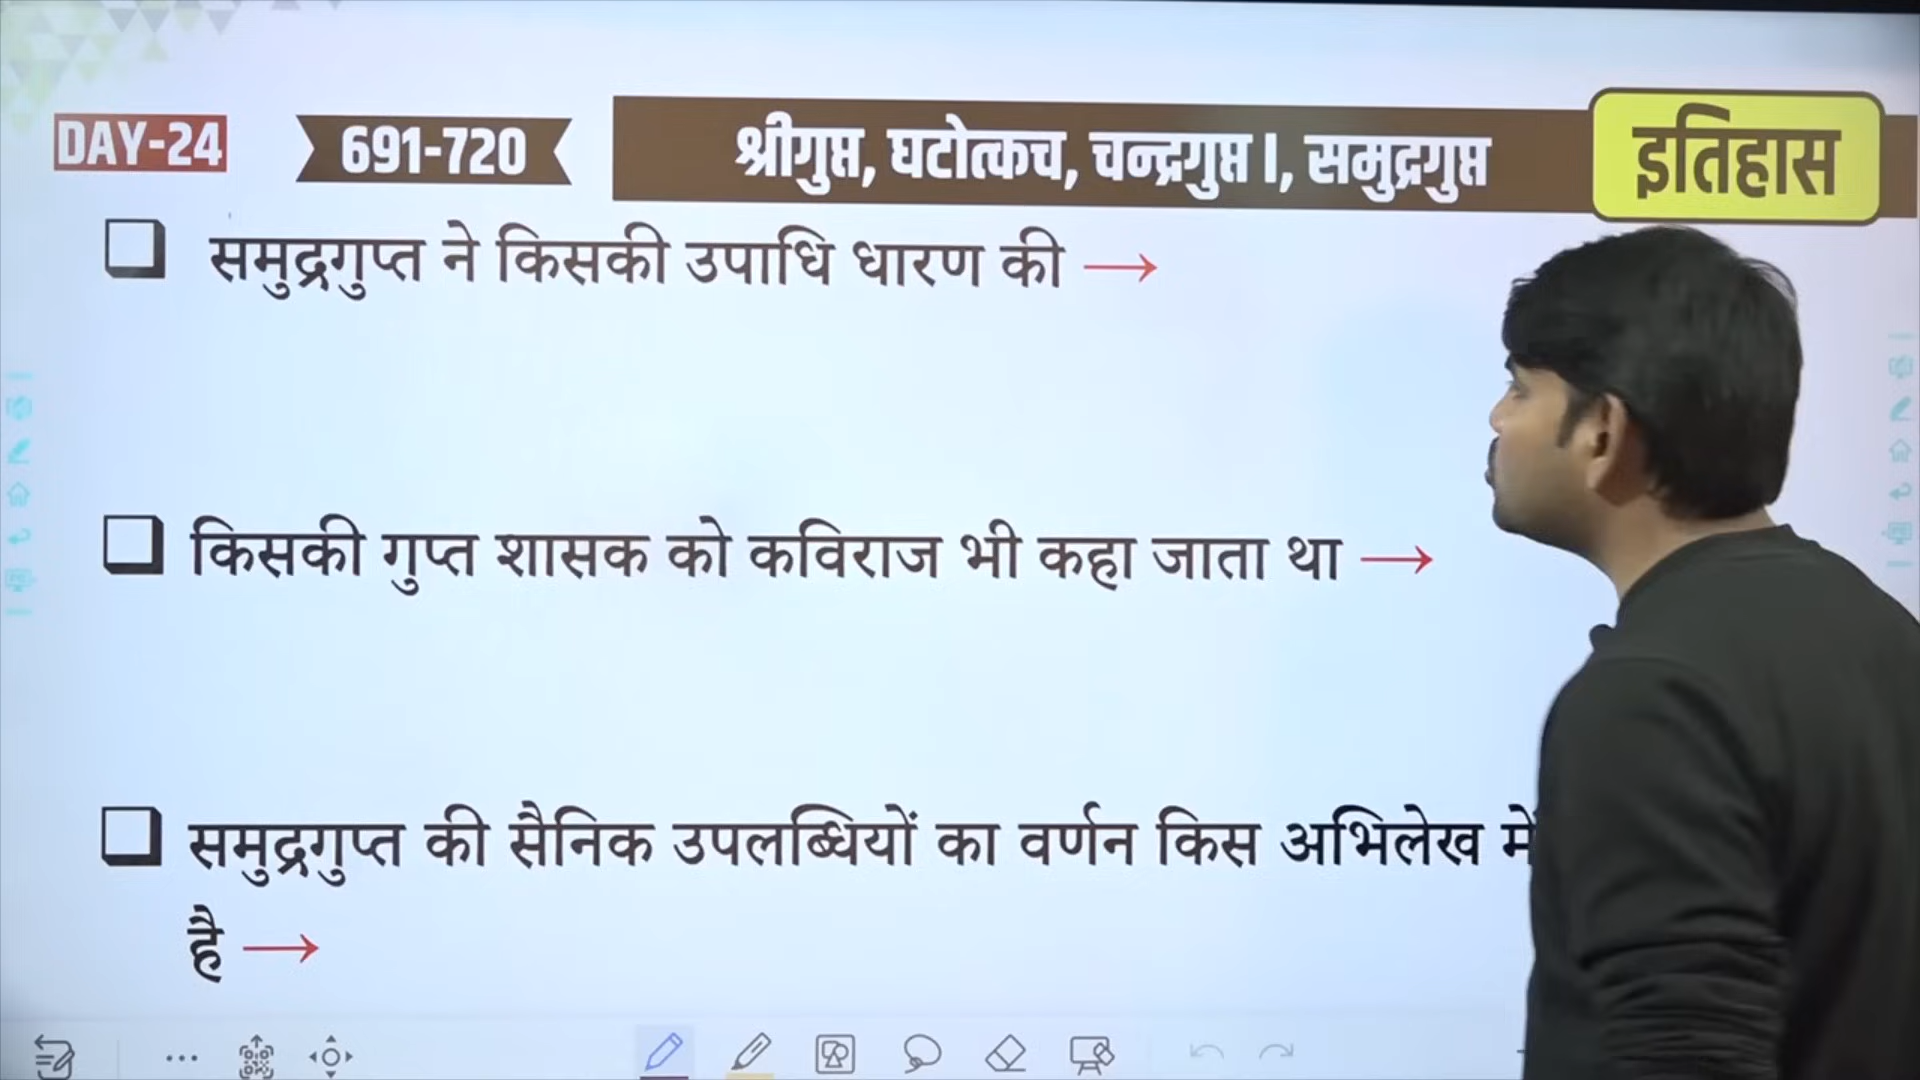 DAY-24
691-720
श्रीगुप्त, घटोत्कच, चन्द्रगुप्त I, समुद्रगुप्त
इतिहास
समुद्रगुप्त ने किसकी उपाधि धारण की →
किसकी गुप्त शासक को कविराज भी कहा जाता था →
समुद्रगुप्त की सैनिक उपलब्धियों का वर्णन किस अभिलेख में
है →